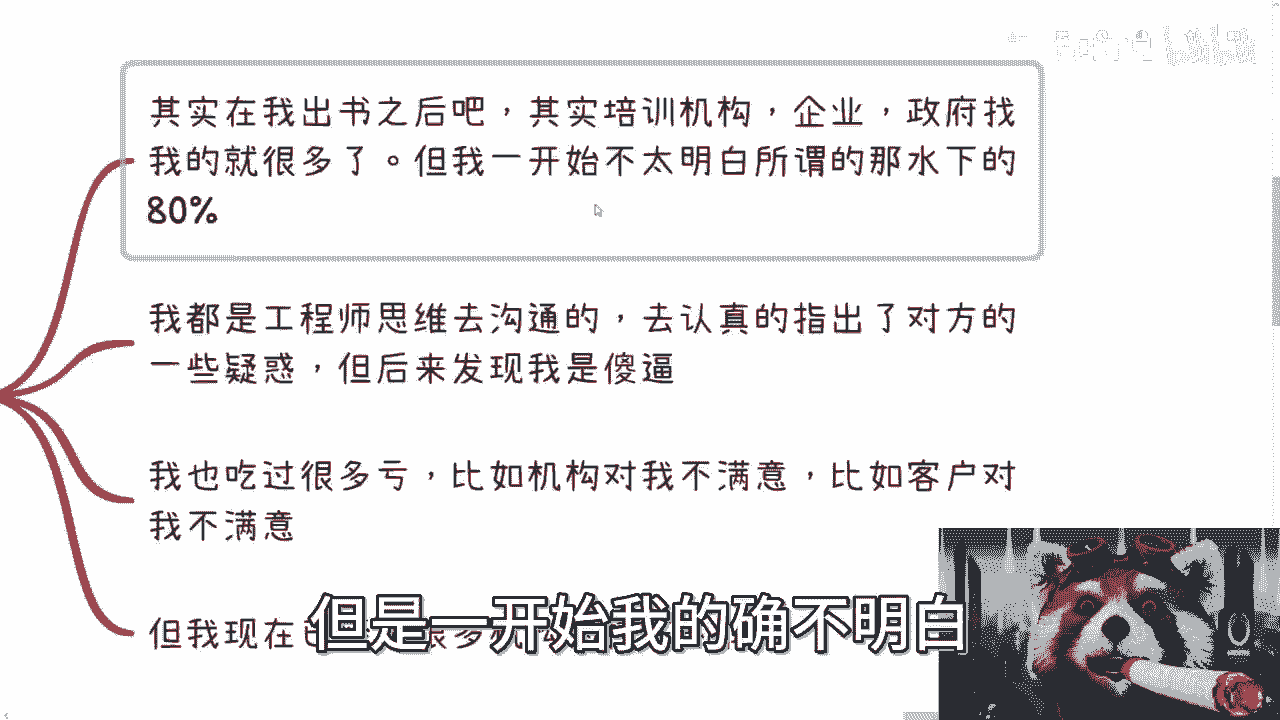 其实在我出书之后吧，其实培训机构，企业，政府找
我的就很多了。但我一开始不太明白所谓的那水下的
80%
我都是工程师思维去沟通的，去认真的指出了对方的
一些疑惑，但后来发现我是傻逼
我也吃过很多亏，比如机构对我不满意，比如客户对
我不满意
但我现在
但是一开始我的确不明白